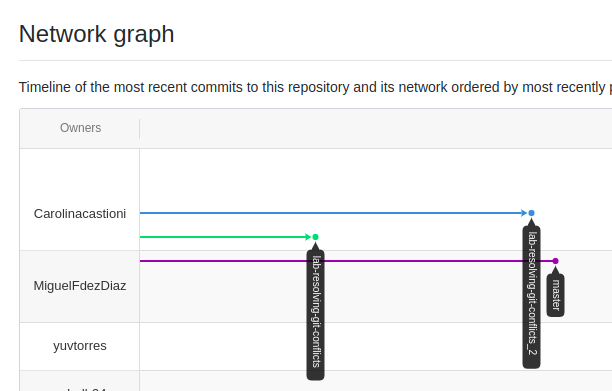 Network graph
Timeline of the most recent commits to this repository and its network ordered by most recently
Owners
Carolinacastioni
MiguelFdezDiaz
yuvtorres
lab-resolving-git-conflicts
lab-resolving-git-conflicts_2
master